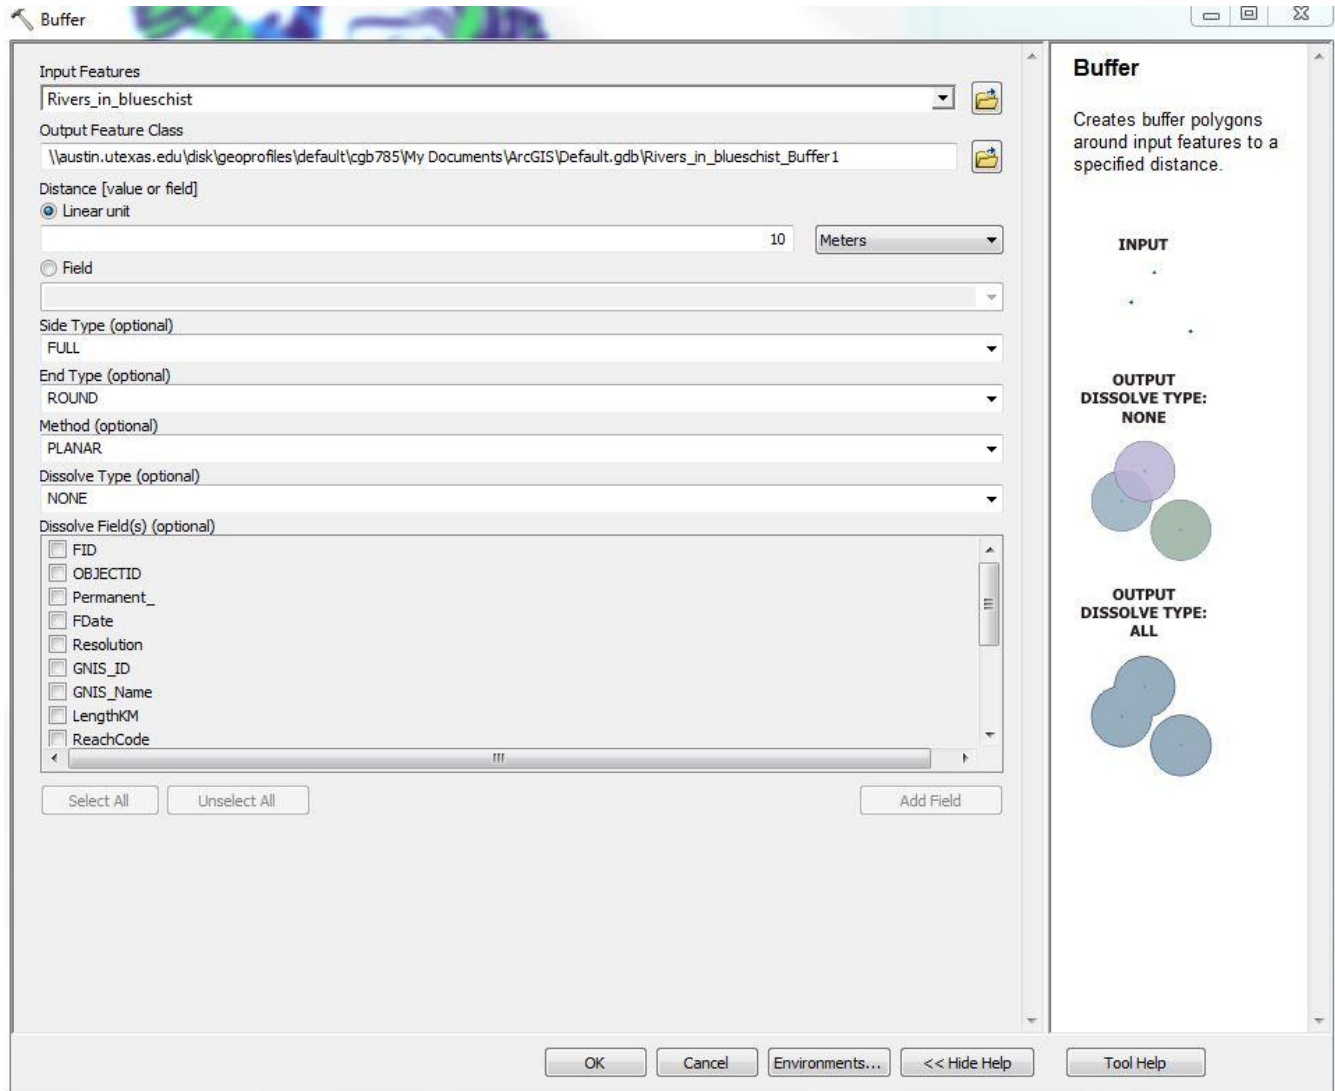 Buffer
Input Features
Rivers_in_blueschist
Output Feature Class
\\austin.utexas.edu\disk\geoprofiles\default\cgb785\My Documents\ArcGIS\Default.gdb\Rivers_in_blueschist_Buffer1
Distance [value or field]
Linear unit
10 Meters
Field
Side Type (optional)
FULL
End Type (optional)
ROUND
Method (optional)
PLANAR
Dissolve Type (optional)
NONE
Dissolve Field(s) (optional)
FID
OBJECTID
Permanent_
FDate
Resolution
GNIS_ID
GNIS_Name
LengthKM
ReachCode
Select All Unselect All Add Field
OK Cancel Environments... << Hide Help Tool Help
Buffer
Creates buffer polygons
around input features to a
specified distance.
INPUT
OUTPUT
DISSOLVE TYPE:
NONE
OUTPUT
DISSOLVE TYPE:
ALL